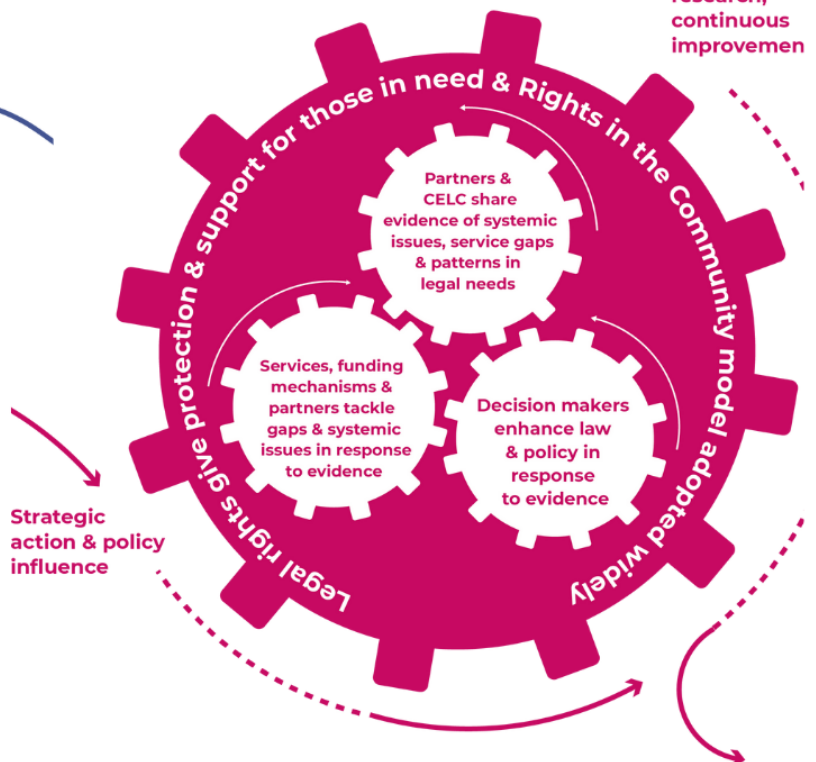 research,
continuous
improvemen
Legal rights give protection & support for those in need & Rights in the Community model adopted widely
Partners &
CELC share
evidence of systemic
issues, service gaps
& patterns in
legal needs
Services, funding
mechanisms &
partners tackle
gaps & systemic
issues in response
to evidence
Decision makers
enhance law
& policy in
response
to evidence
Strategic
action & policy
influence